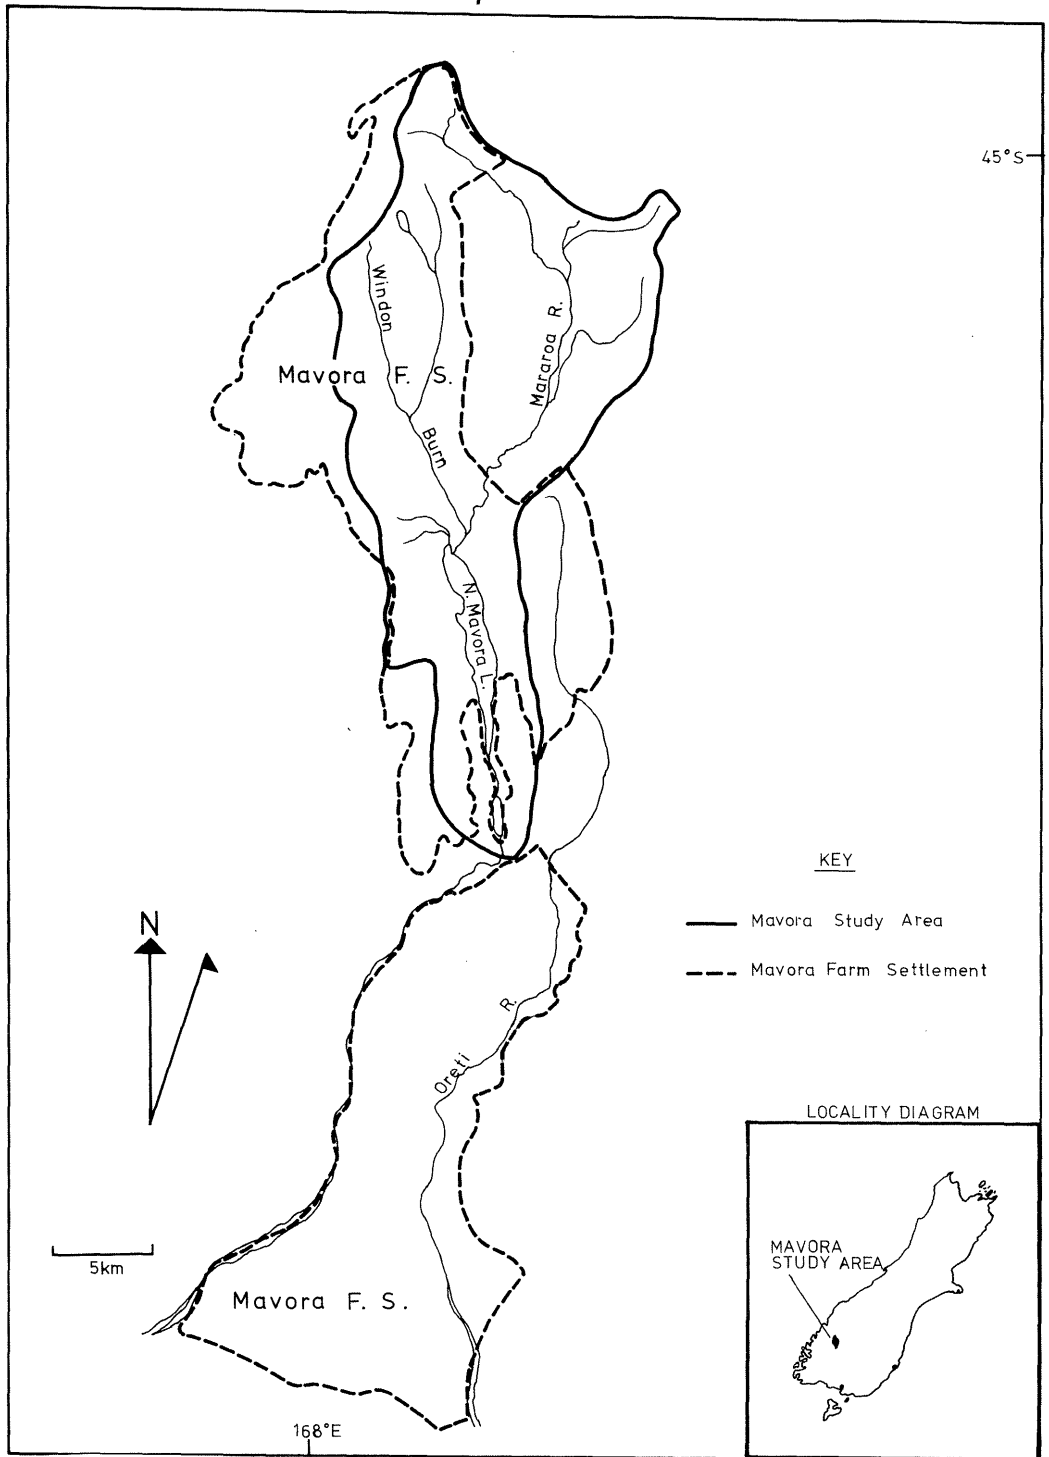 45°S
Windon
Burn
Mararoa R.
Mavora F. S.
N. Mavora L.
KEY
Mavora Study Area
Mavora Farm Settlement
N
Oreti R.
LOCALITY DIAGRAM
MAVORA
STUDY AREA
5km
Mavora F. S.
168°E